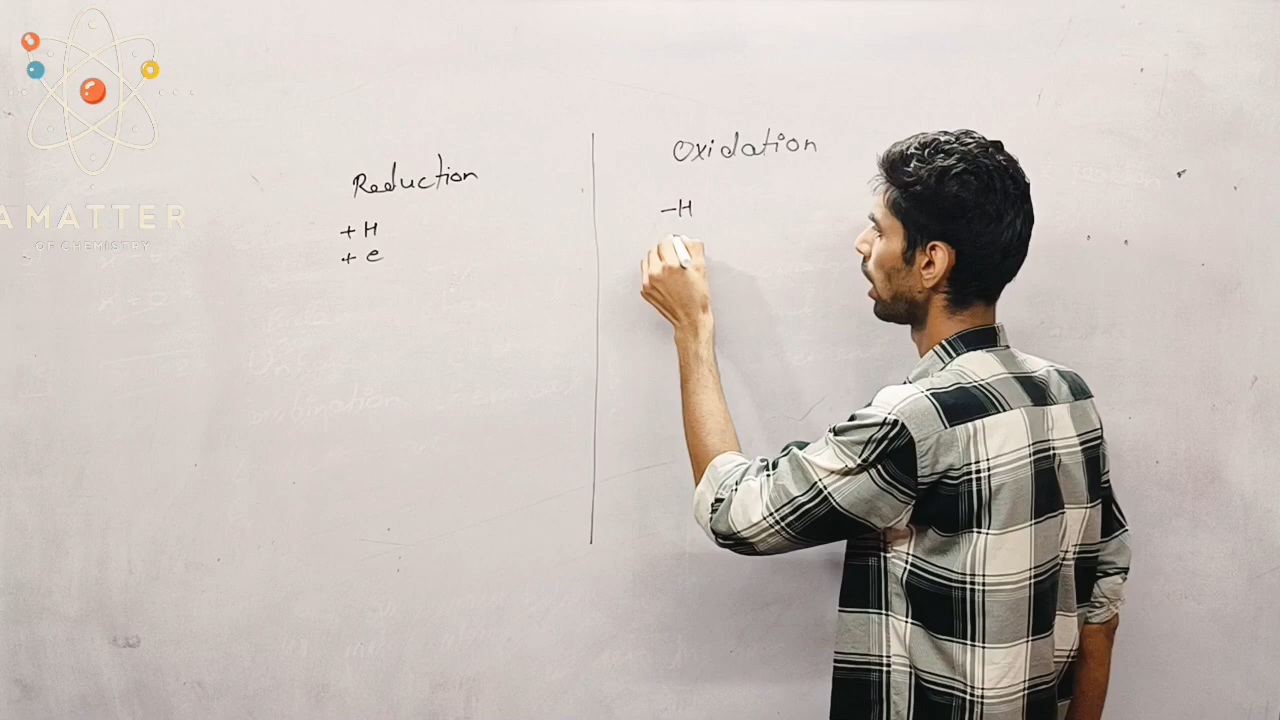 A MATTER
OF CHEMISTRY
Reduction
+ H
+ e
Oxidation
-H